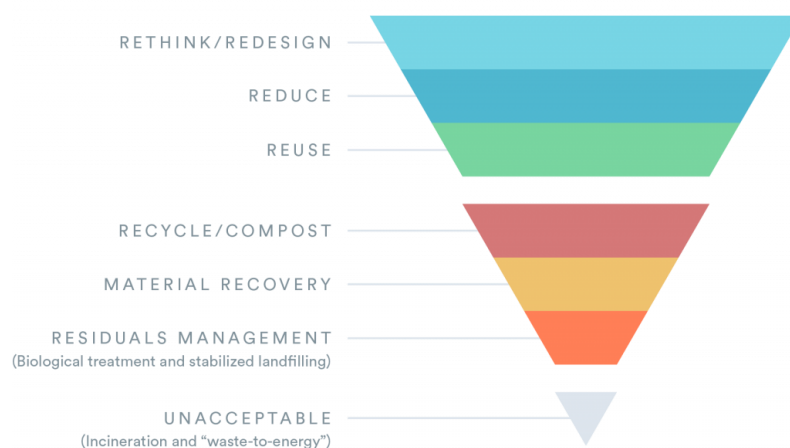 RETHINK/REDESIGN
REDUCE
REUSE
RECYCLE/COMPOST
MATERIAL RECOVERY
RESIDUALS MANAGEMENT
(Biological treatment and stabilized landfilling)
UNACCEPTABLE
(Incineration and “waste-to-energy”)